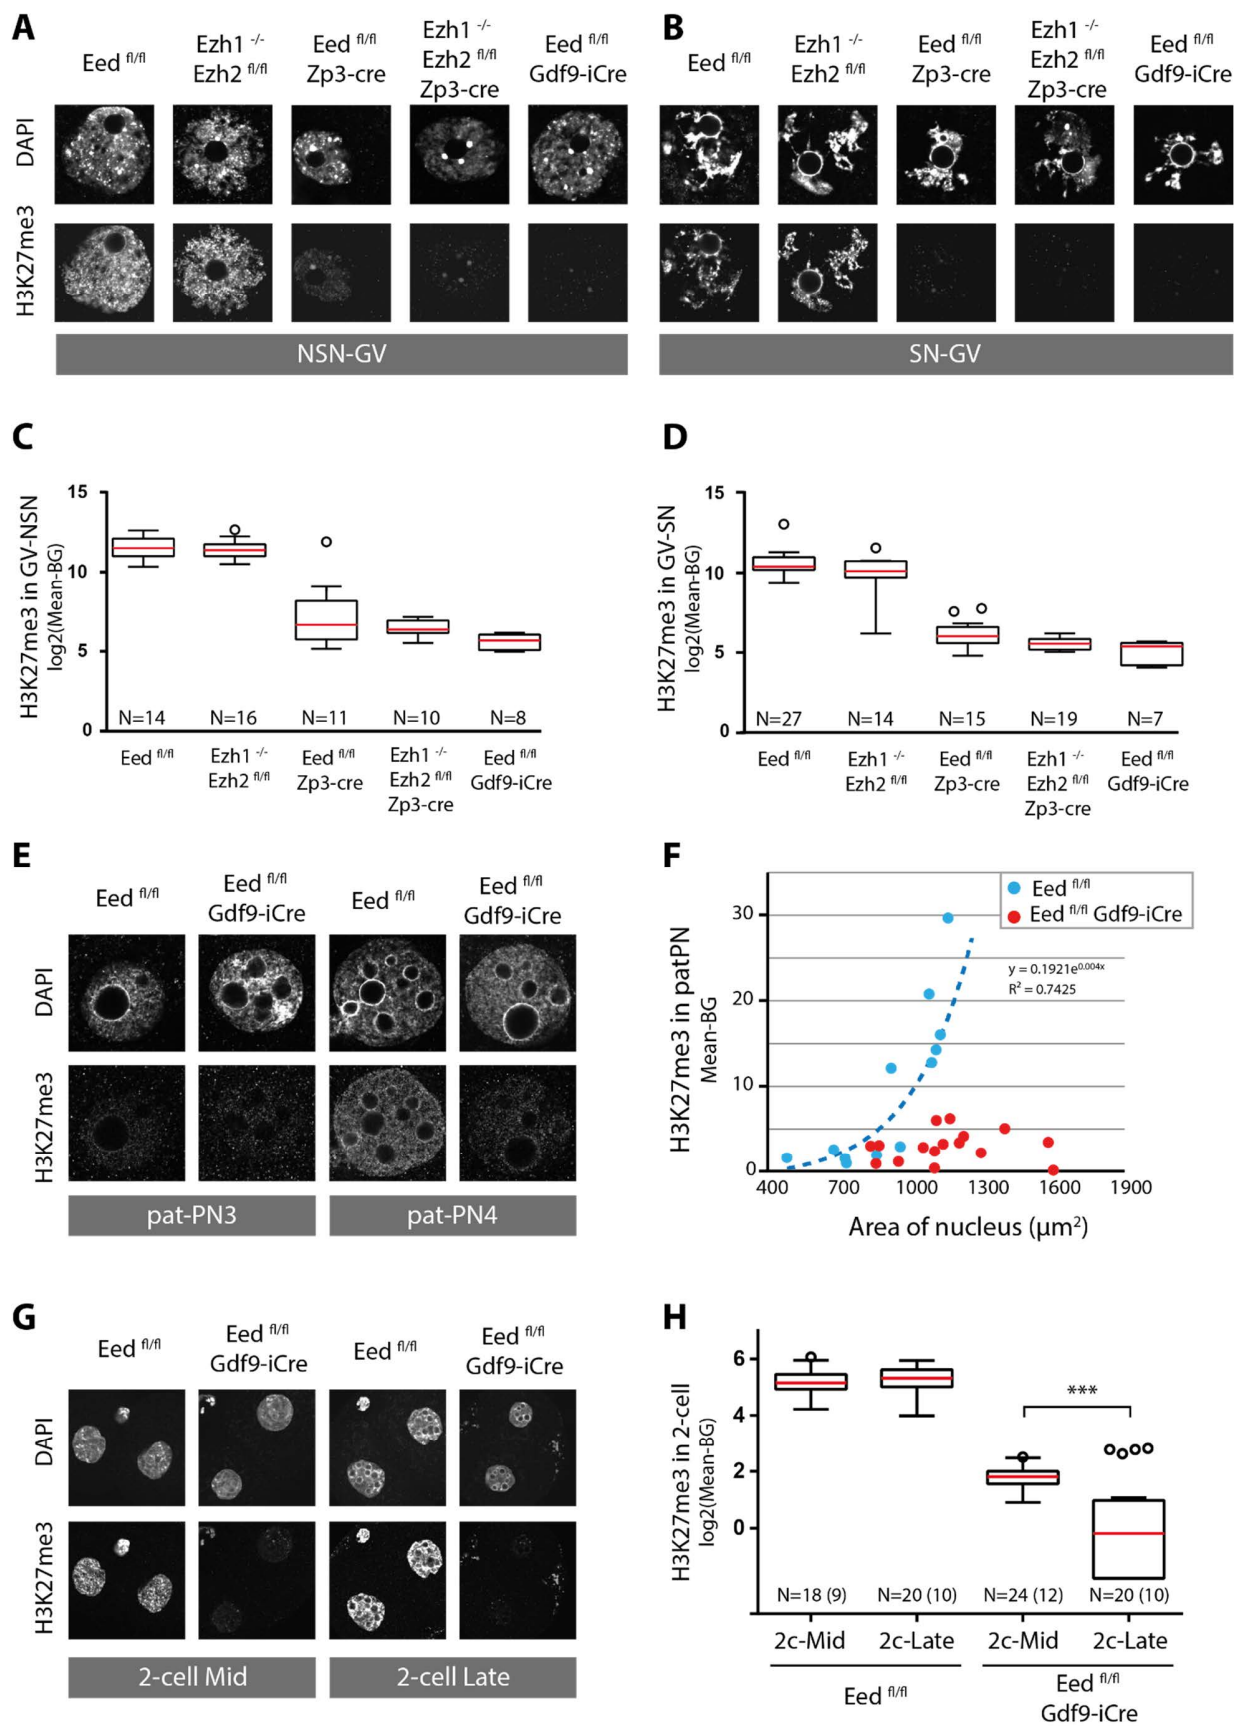 A
Eed fl/fl
Ezh1 -/-
Ezh2 fl/fl
Eed fl/fl
Zp3-cre
Ezh1 -/-
Ezh2 fl/fl
Zp3-cre
Eed fl/fl
Gdf9-iCre
DAPI
H3K27me3
NSN-GV
B
Eed fl/fl
Ezh1 -/-
Ezh2 fl/fl
Eed fl/fl
Zp3-cre
Ezh1 -/-
Ezh2 fl/fl
Zp3-cre
Eed fl/fl
Gdf9-iCre
SN-GV
C
H3K27me3 in GV-NSN
log2(Mean-BG)
15
10
5
0
N=14
N=16
N=11
N=10
N=8
Eed fl/fl
Ezh1 -/-
Ezh2 fl/fl
Eed fl/fl
Zp3-cre
Ezh1 -/-
Ezh2 fl/fl
Zp3-cre
Eed fl/fl
Gdf9-iCre
D
H3K27me3 in GV-SN
log2(Mean-BG)
15
10
5
0
N=27
N=14
N=15
N=19
N=7
Eed fl/fl
Ezh1 -/-
Ezh2 fl/fl
Eed fl/fl
Zp3-cre
Ezh1 -/-
Ezh2 fl/fl
Zp3-cre
Eed fl/fl
Gdf9-iCre
E
Eed fl/fl
Eed fl/fl
Gdf9-iCre
Eed fl/fl
Eed fl/fl
Gdf9-iCre
DAPI
H3K27me3
pat-PN3
pat-PN4
F
H3K27me3 in patPN
Mean-BG
30
20
10
0
Eed fl/fl
Eed fl/fl Gdf9-iCre
y = 0.1921e0.004x
R2 = 0.7425
400 700 1000 1300 1600 1900
Area of nucleus (µm2)
G
Eed fl/fl
Eed fl/fl
Gdf9-iCre
Eed fl/fl
Eed fl/fl
Gdf9-iCre
DAPI
H3K27me3
2-cell Mid
2-cell Late
H
H3K27me3 in 2-cell
log2(Mean-BG)
6
4
2
0
***
N=18 (9)
N=20 (10)
N=24 (12)
N=20 (10)
2c-Mid
2c-Late
2c-Mid
2c-Late
Eed fl/fl
Eed fl/fl
Gdf9-iCre